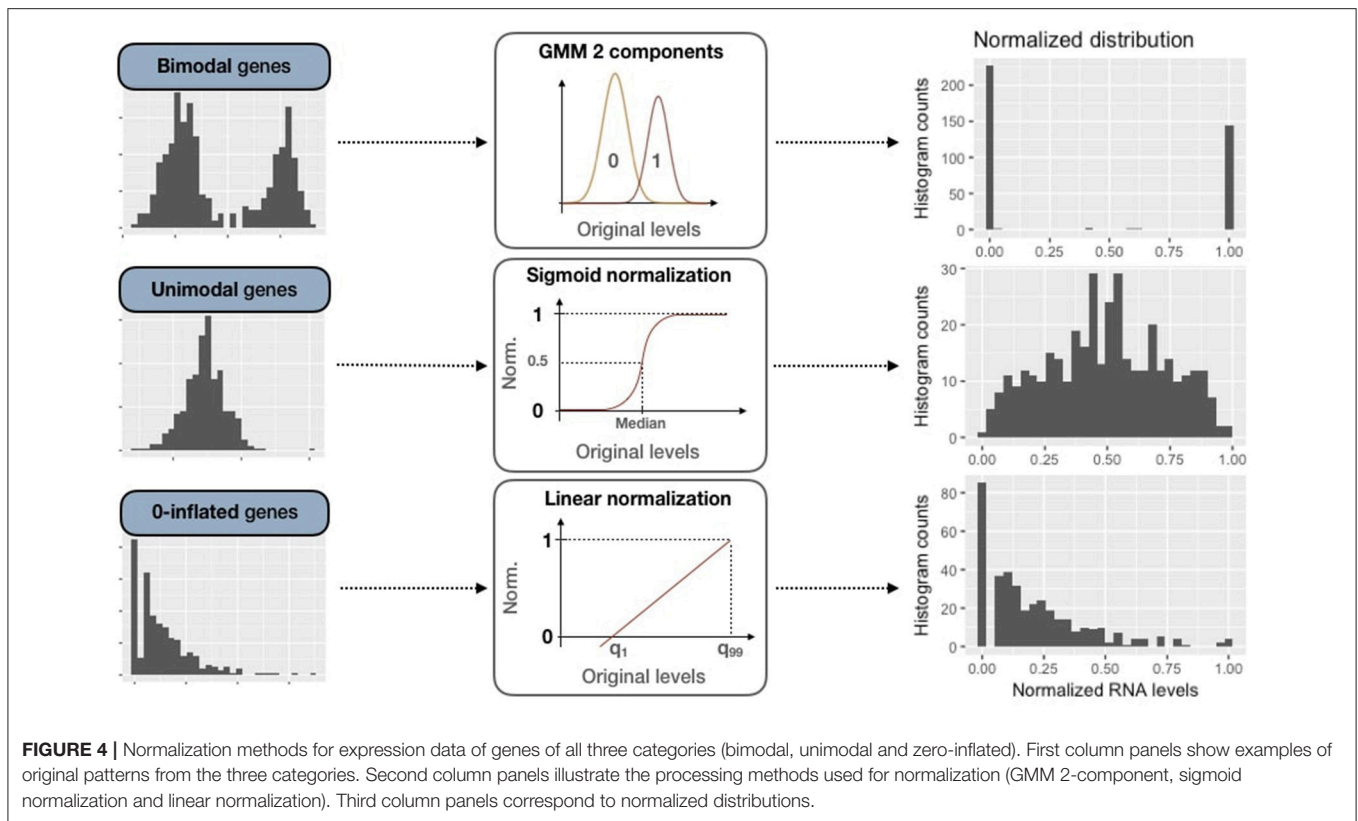 Bimodal genes
GMM 2 components
0
1
Original levels
Normalized distribution
Histogram counts
200
150
100
50
0
0.00 0.25 0.50 0.75 1.00
Unimodal genes
Sigmoid normalization
Norm.
1
0.5
0
Median
Original levels
Histogram counts
30
20
10
0
0.00 0.25 0.50 0.75 1.00
0-inflated genes
Linear normalization
Norm.
1
0
q1 q99
Original levels
Histogram counts
80
60
40
20
0
0.00 0.25 0.50 0.75 1.00
Normalized RNA levels
FIGURE 4 | Normalization methods for expression data of genes of all three categories (bimodal, unimodal and zero-inflated). First column panels show examples of
original patterns from the three categories. Second column panels illustrate the processing methods used for normalization (GMM 2-component, sigmoid
normalization and linear normalization). Third column panels correspond to normalized distributions.